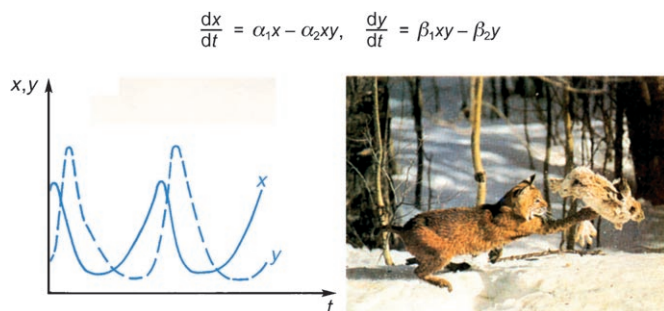 dx/dt = α₁x – α₂xy, dy/dt = β₁xy – β₂y
x,y
x
y
t